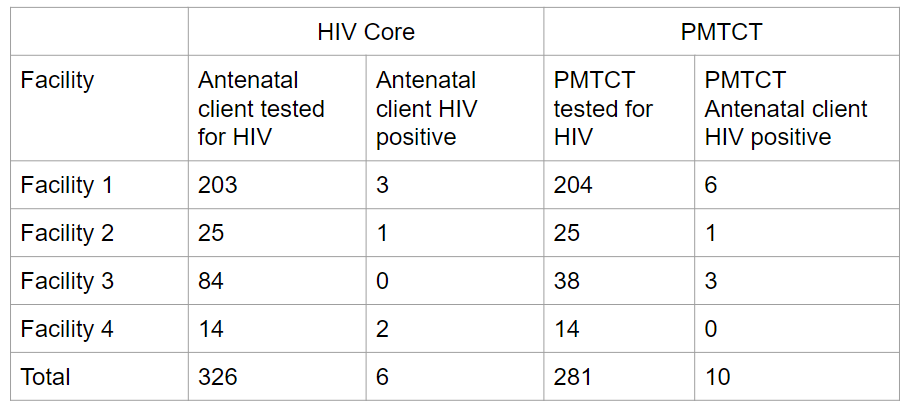 HIV Core PMTCT
Facility Antenatal client tested for HIV Antenatal client HIV positive PMTCT tested for HIV PMTCT Antenatal client HIV positive
Facility 1 203 3 204 6
Facility 2 25 1 25 1
Facility 3 84 0 38 3
Facility 4 14 2 14 0
Total 326 6 281 10